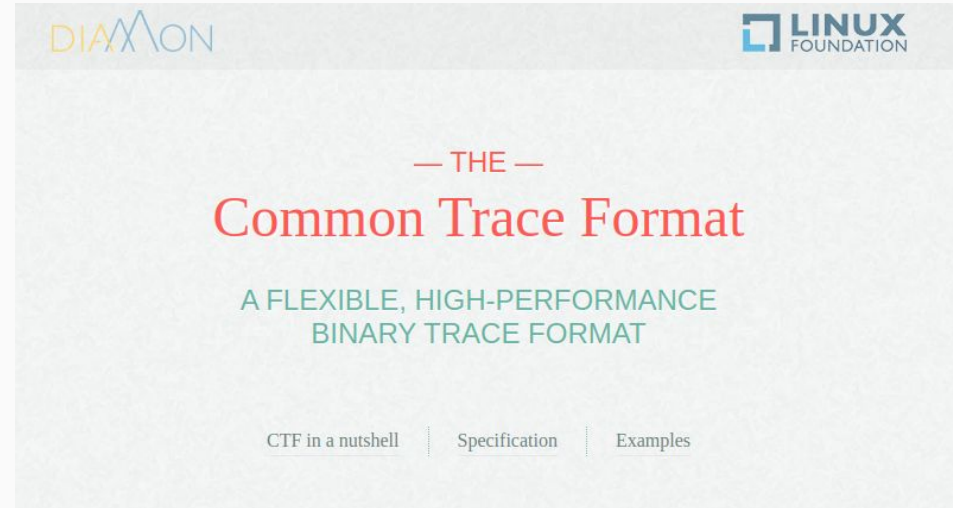 DIAMON
LINUX
FOUNDATION
— THE —
Common Trace Format
A FLEXIBLE, HIGH-PERFORMANCE
BINARY TRACE FORMAT
CTF in a nutshell
Specification
Examples